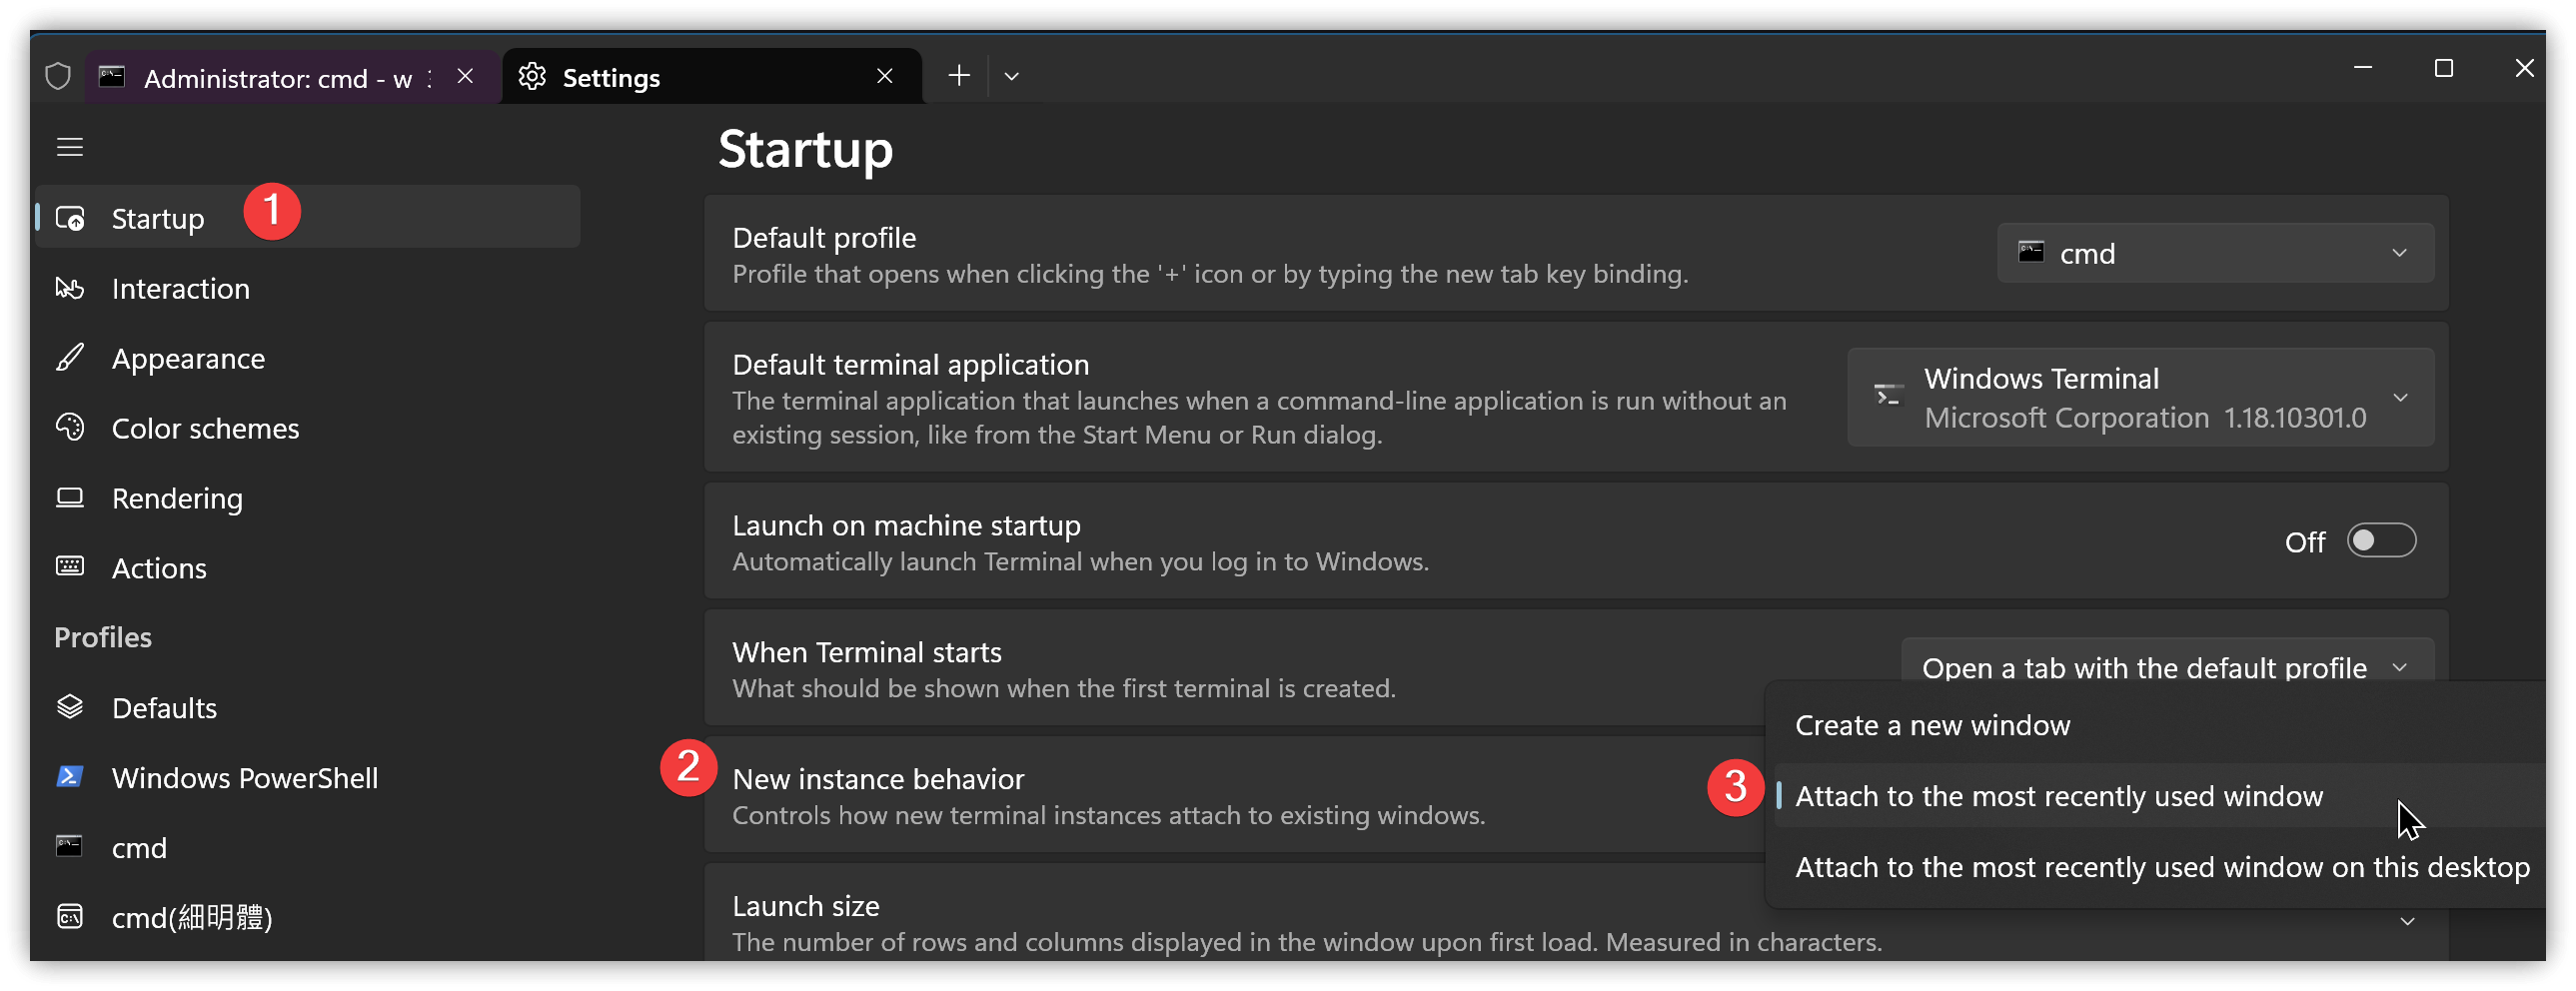 Administrator: cmd - w
Settings
Startup
1
Startup
Interaction
Appearance
Color schemes
Rendering
Actions
Profiles
Defaults
Windows PowerShell
cmd
cmd(細明體)
Default profile
Profile that opens when clicking the '+' icon or by typing the new tab key binding.
cmd
Default terminal application
The terminal application that launches when a command-line application is run without an
existing session, like from the Start Menu or Run dialog.
Windows Terminal
Microsoft Corporation 1.18.10301.0
Launch on machine startup
Automatically launch Terminal when you log in to Windows.
Off
When Terminal starts
What should be shown when the first terminal is created.
Open a tab with the default profile
2
New instance behavior
Controls how new terminal instances attach to existing windows.
Create a new window
3
Attach to the most recently used window
Attach to the most recently used window on this desktop
Launch size
The number of rows and columns displayed in the window upon first load. Measured in characters.